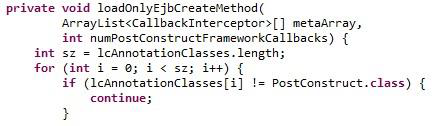 private void loadOnlyEjbCreateMethod(
ArrayList<CallbackInterceptor>[] metaArray,
int numPostConstructFrameworkCallbacks) {
int sz = lcAnnotationClasses.length;
for (int i = 0; i < sz; i++) {
if (lcAnnotationClasses[i] != PostConstruct.class) {
continue;
}